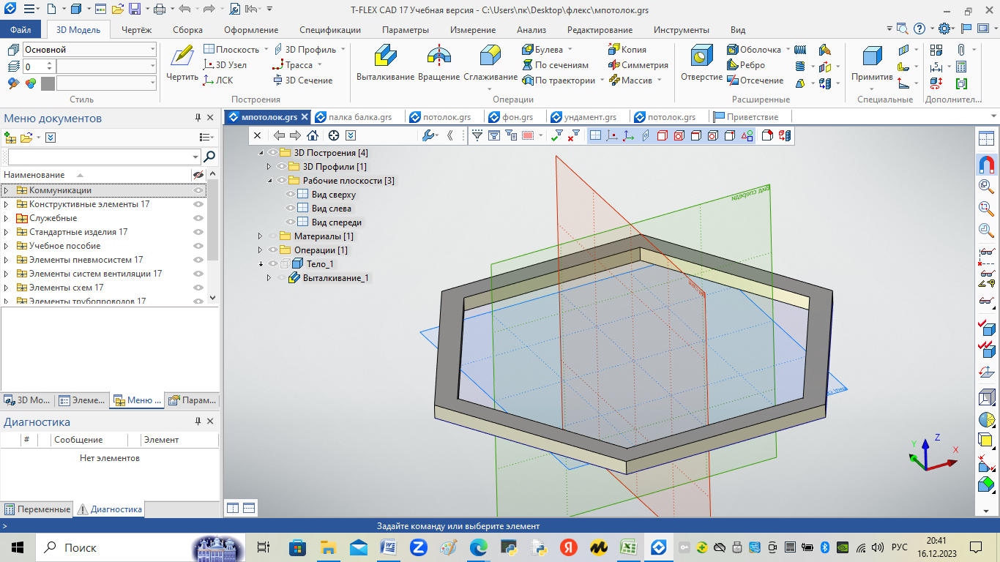 T-FLEX CAD 17 Учебная версия - C:\Users\пк\Desktop\флекс\мпотолок.grs
Файл 3D Модель Чертёж Сборка Оформление Спецификации Параметры Измерение Анализ Редактирование Инструменты Вид
Основной
0
Стиль
Чертить
Плоскость
3D Узел
ЛСК
3D Профиль
Трасса
3D Сечение
Построения
Выталкивание
Вращение
Сглаживание
Булева
По сечениям
По траектории
Копия
Симметрия
Массив
Операции
Отверстие
Оболочка
Ребро
Отсечение
Расширенные
Примитив
Специальные
Дополнител...
Меню документов
Наименование
Коммуникации
Конструктивные элементы 17
Служебные
Стандартные изделия 17
Учебное пособие
Элементы пневмосистем 17
Элементы систем вентиляции 17
Элементы схем 17
Элементы трубопроводов 17
3D Мо... Элеме... Меню ... Парам...
Диагностика
# Сообщение Элемент
Нет элементов
Переменные Диагностика
мпотолок.grs палка балка.grs потолок.grs фон.grs ундамент.grs потолок.grs Приветствие
3D Построения [4]
3D Профили [1]
Рабочие плоскости [3]
Вид сверху
Вид слева
Вид спереди
Материалы [1]
Операции [1]
Тело_1
Выталкивание_1
Вид спереди
Z
Y
X
> Задайте команду или выберите элемент
Поиск
РУС
20:41
16.12.2023